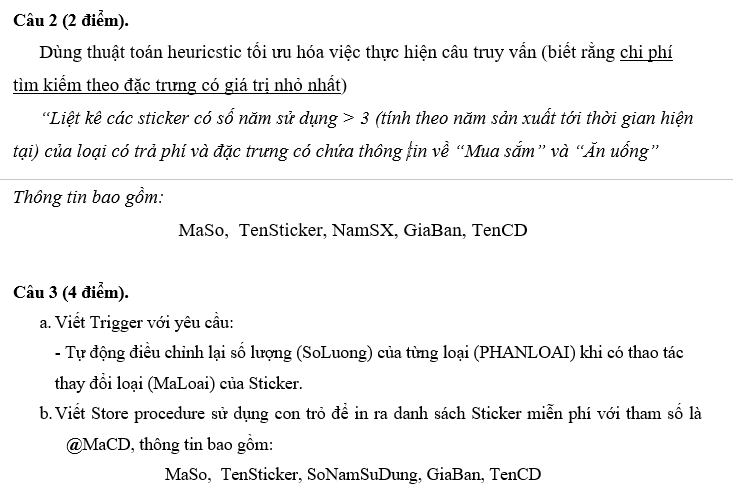 Câu 2 (2 điểm).
Dùng thuật toán heuricstic tối ưu hóa việc thực hiện câu truy vấn (biết rằng chi phí
tìm kiếm theo đặc trưng có giá trị nhỏ nhất)
“Liệt kê các sticker có số năm sử dụng > 3 (tính theo năm sản xuất tới thời gian hiện
tại) của loại có trả phí và đặc trưng có chứa thông tin về “Mua sắm” và “Ăn uống”
Thông tin bao gồm:
MaSo, TenSticker, NamSX, GiaBan, TenCD
Câu 3 (4 điểm).
a. Viết Trigger với yêu cầu:
- Tự động điều chỉnh lại số lượng (SoLuong) của từng loại (PHANLOAI) khi có thao tác
thay đổi loại (MaLoai) của Sticker.
b. Viết Store procedure sử dụng con trỏ để in ra danh sách Sticker miễn phí với tham số là
@MaCD, thông tin bao gồm:
MaSo, TenSticker, SoNamSuDung, GiaBan, TenCD